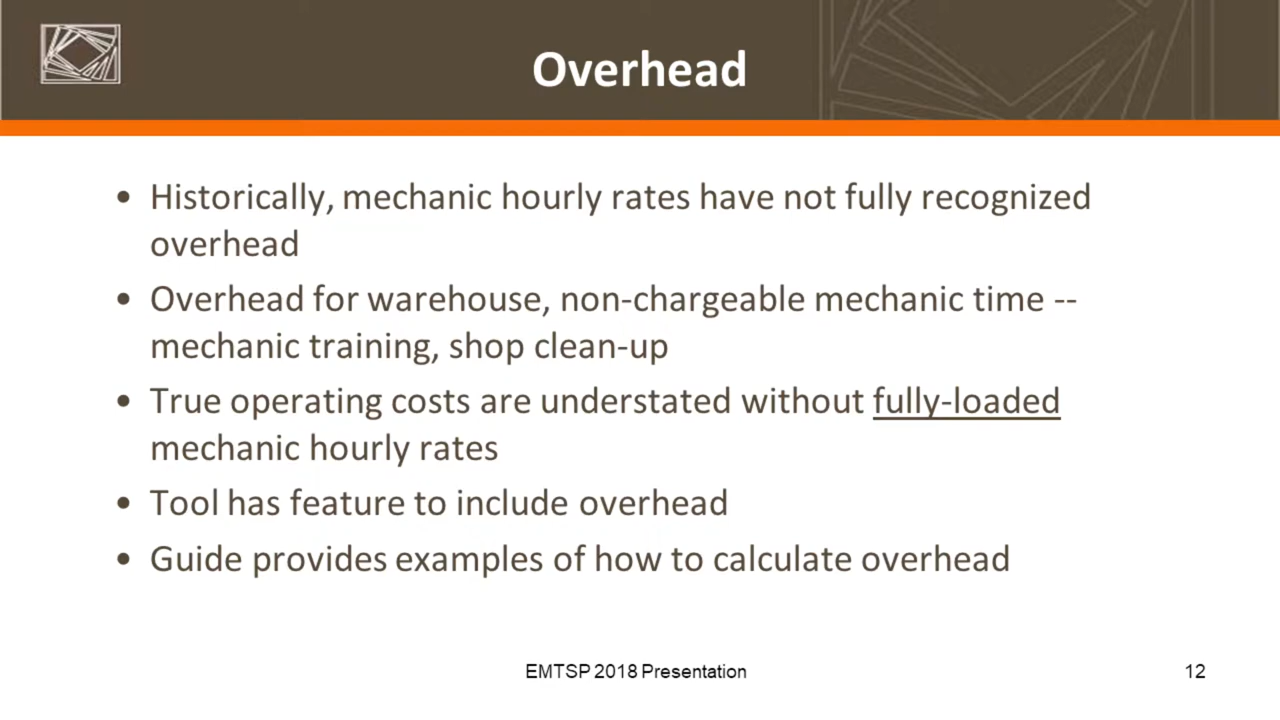 Overhead
• Historically, mechanic hourly rates have not fully recognized
overhead
• Overhead for warehouse, non-chargeable mechanic time --
mechanic training, shop clean-up
• True operating costs are understated without fully-loaded
mechanic hourly rates
• Tool has feature to include overhead
• Guide provides examples of how to calculate overhead
EMTSP 2018 Presentation
12